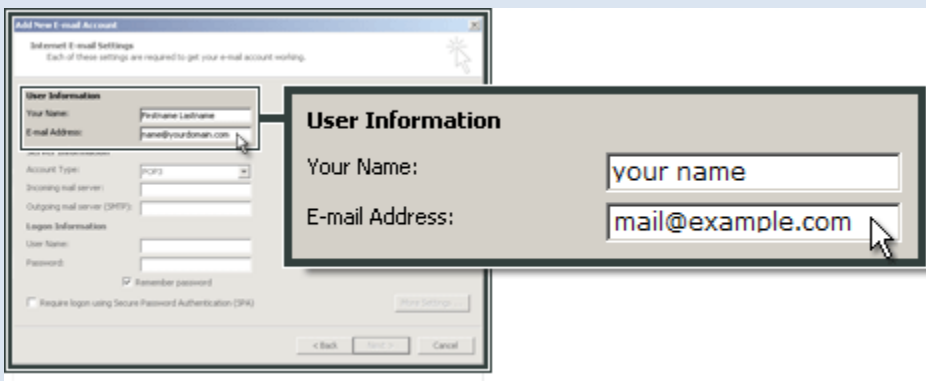 Add New E-mail Account
Internet E-mail Settings
Each of these settings are required to get your e-mail account working.
User Information
Your Name: Firstname Lastname
E-mail Address: name@yourdomain.com
Server Information
Account Type: POP3
Incoming mail server:
Outgoing mail server (SMTP):
Logon Information
User Name:
Password:
Remember password
Require logon using Secure Password Authentication (SPA)
More Settings ...
< Back Next > Cancel
User Information
Your Name: your name
E-mail Address: mail@example.com